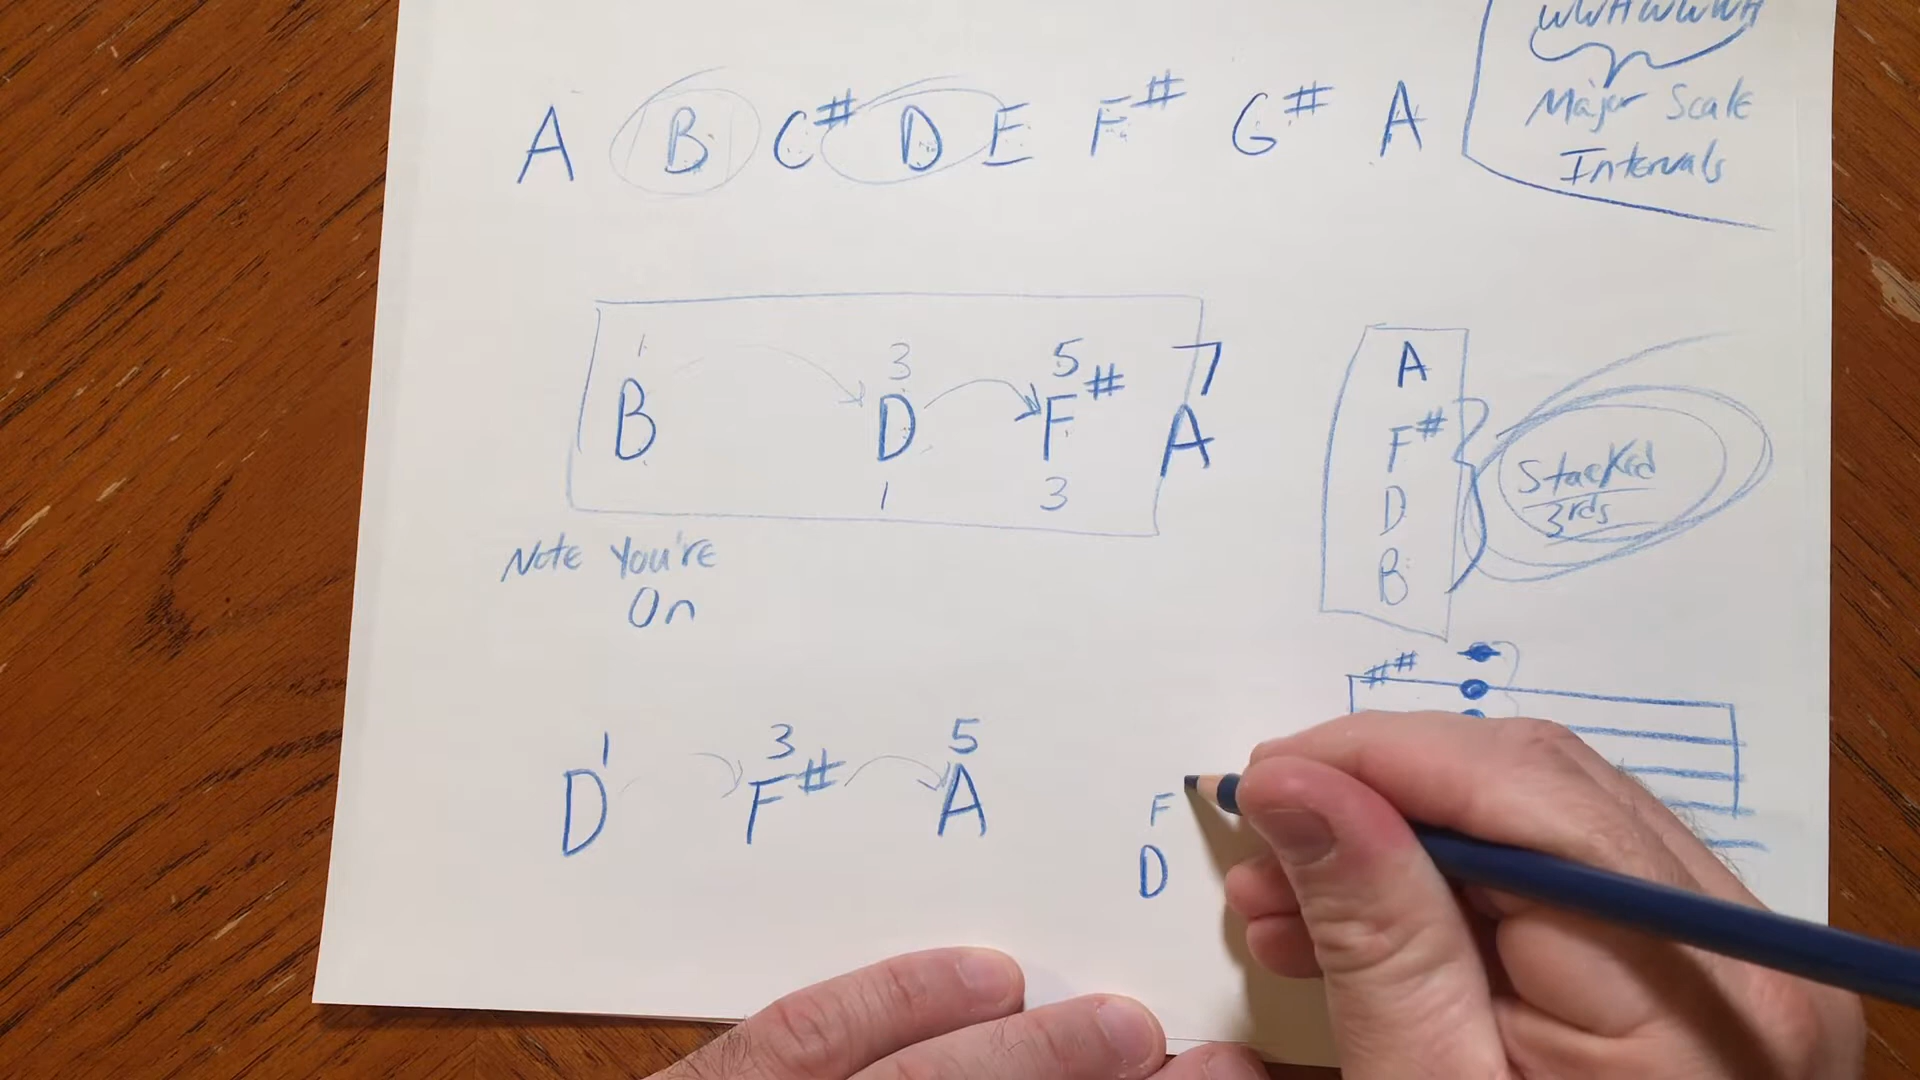 WWHWWWH
Major Scale
Intervals
A B C# D E F# G# A
1 3 5 7
B D F# A
1 3
Note You're
On
A
F#
D
B
Stacked
3rds
##
1 3 5
D F# A
F
D